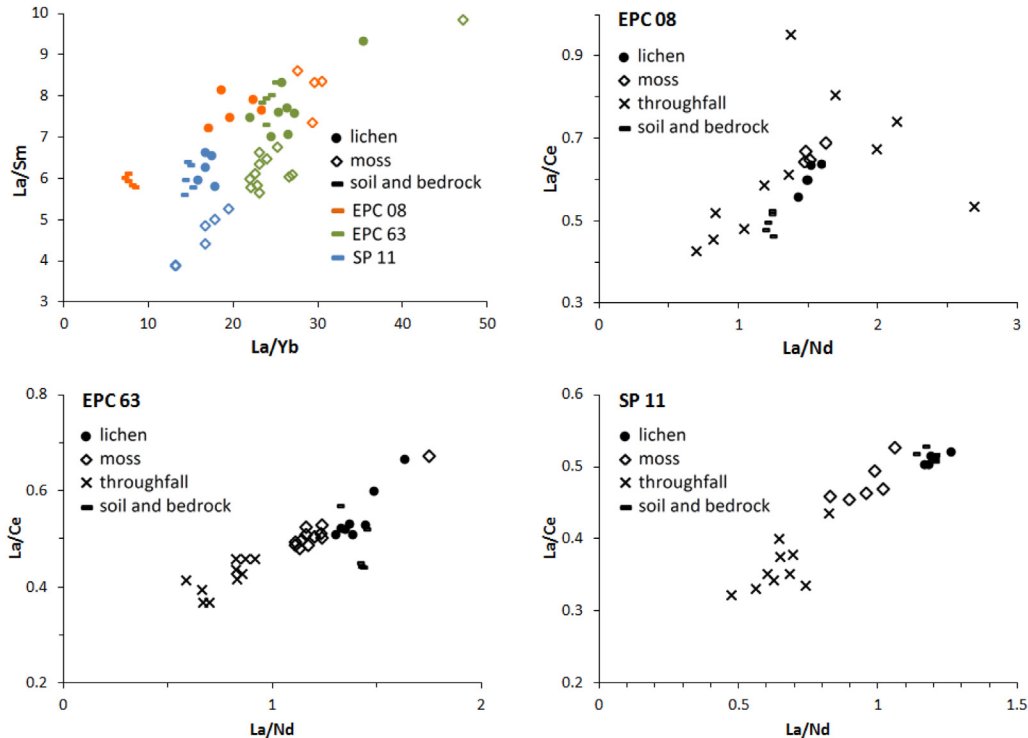 10
9
8
7
6
5
4
3
La/Sm
0
10
20
30
40
50
La/Yb
lichen
moss
soil and bedrock
EPC 08
EPC 63
SP 11
EPC 08
lichen
moss
throughfall
soil and bedrock
0.9
0.7
0.5
0.3
La/Ce
0
1
2
3
La/Nd
EPC 63
lichen
moss
throughfall
soil and bedrock
0.8
0.6
0.4
0.2
La/Ce
0
1
2
La/Nd
SP 11
lichen
moss
throughfall
soil and bedrock
0.6
0.5
0.4
0.3
0.2
La/Ce
0
0.5
1
1.5
La/Nd